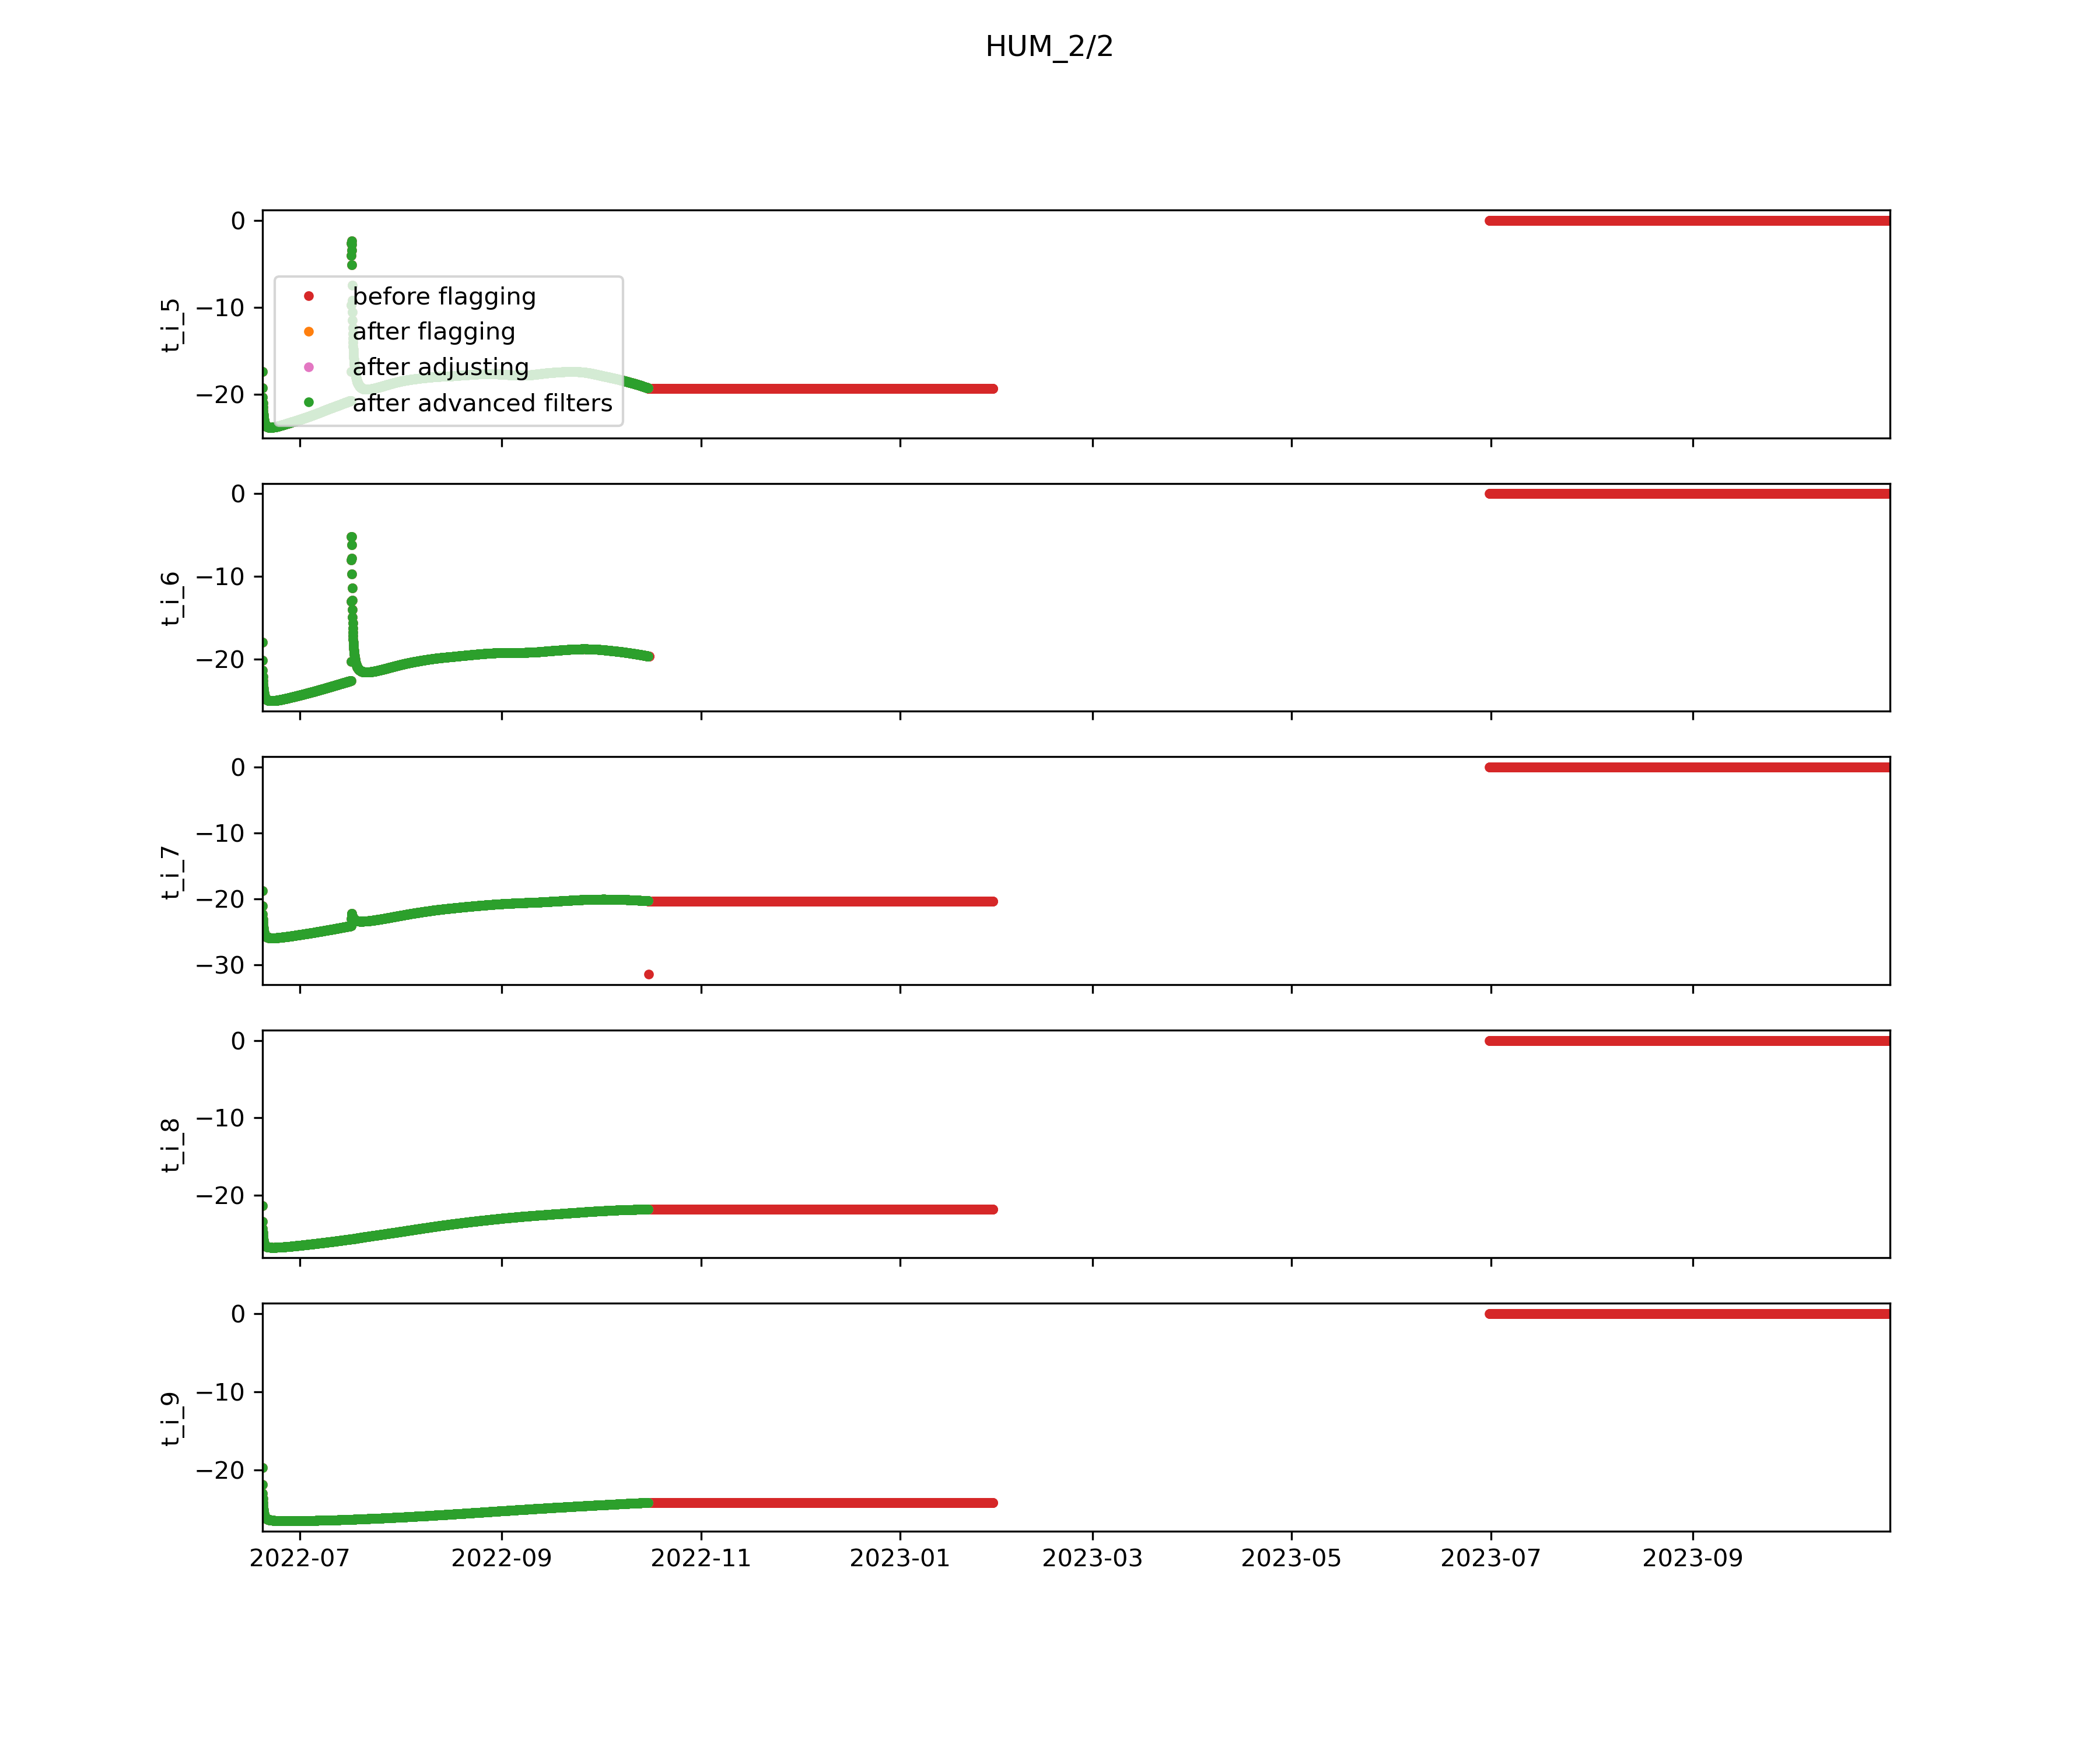 HUM_2/2
0
−10
−20
t_i_5
before flagging
after flagging
after adjusting
after advanced filters
0
−10
−20
t_i_6
0
−10
−20
−30
t_i_7
0
−10
−20
t_i_8
0
−10
−20
t_i_9
2022-07 2022-09 2022-11 2023-01 2023-03 2023-05 2023-07 2023-09